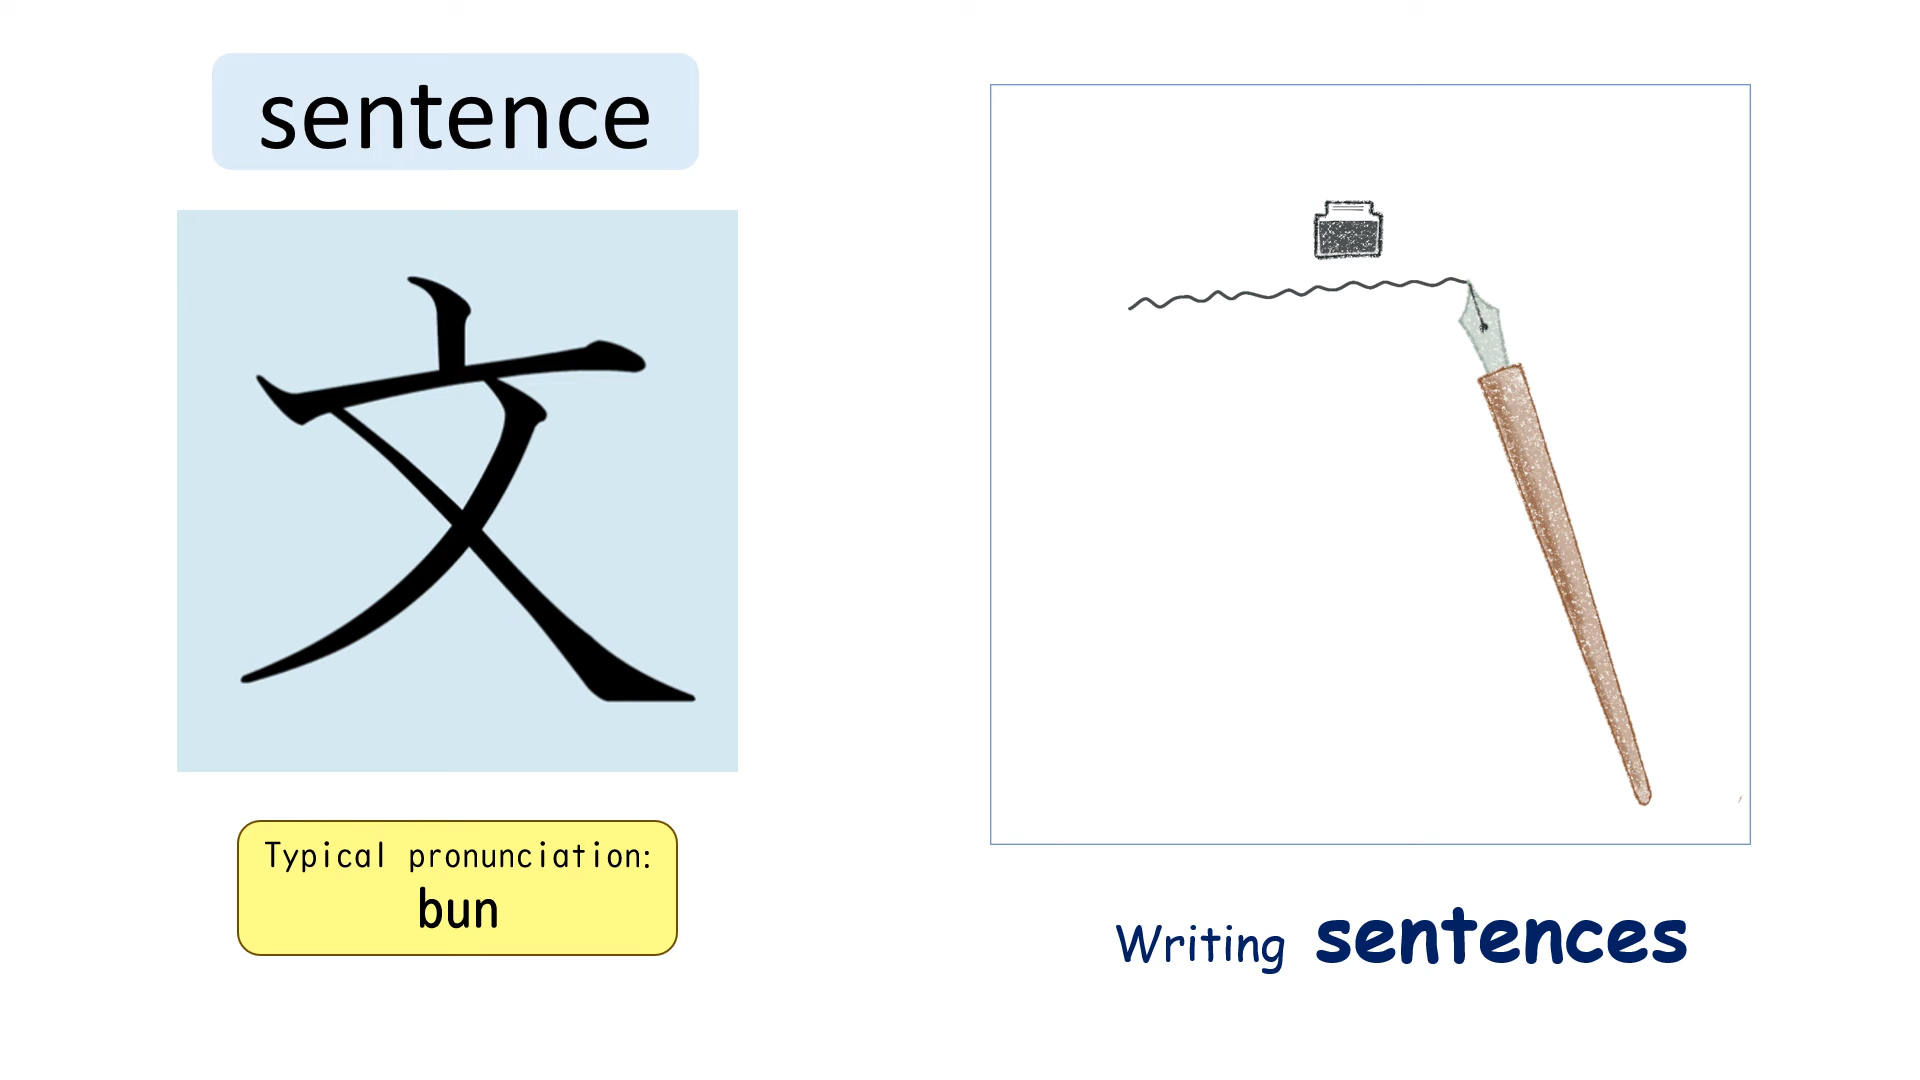 sentence
文
Typical pronunciation:
bun
Writing sentences